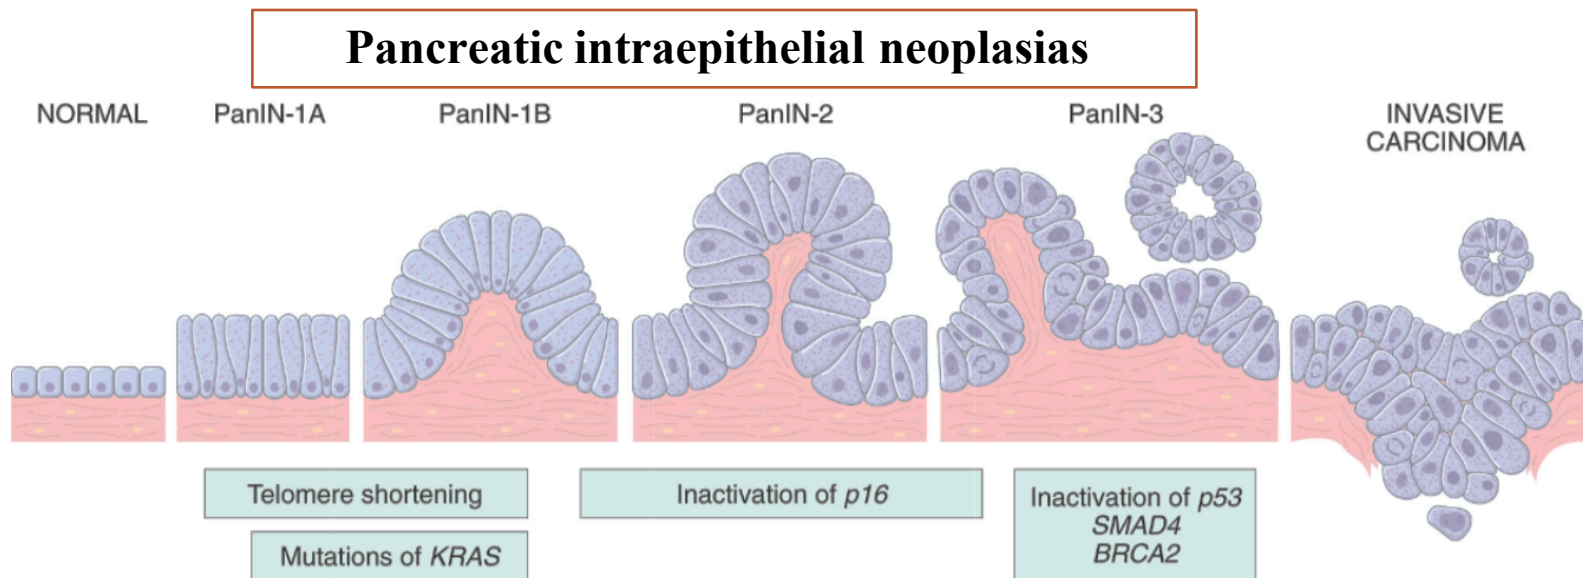 Pancreatic intraepithelial neoplasias
NORMAL
PanIN-1A
PanIN-1B
PanIN-2
PanIN-3
INVASIVE
CARCINOMA
Telomere shortening
Mutations of KRAS
Inactivation of p16
Inactivation of p53
SMAD4
BRCA2